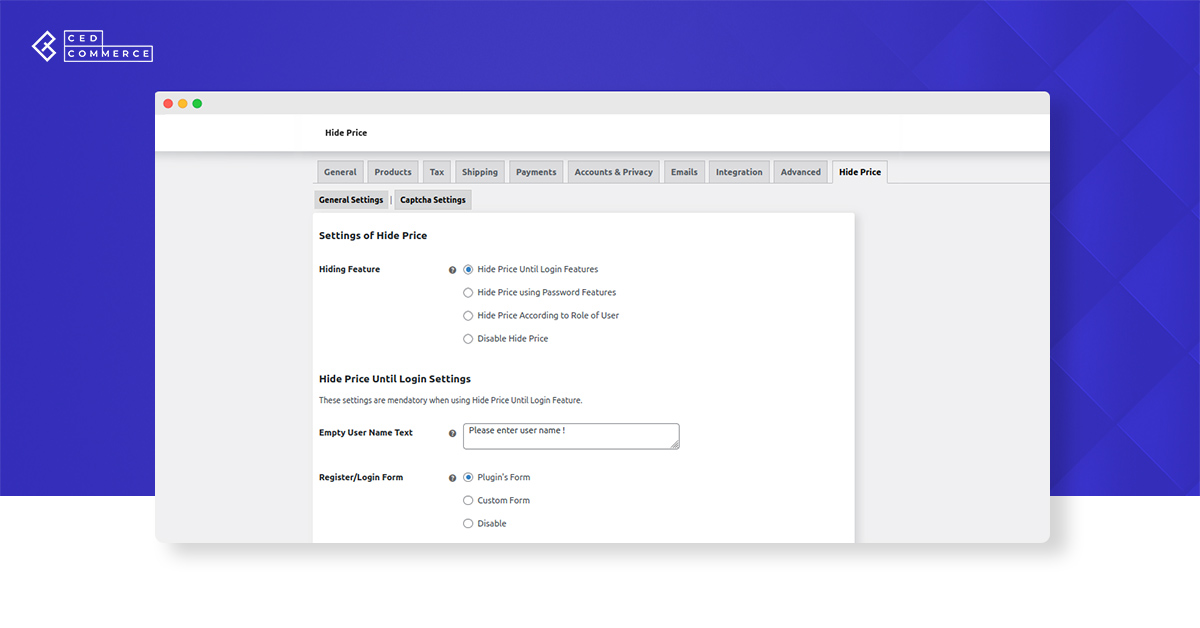 CED
COMMERCE
Hide Price
General Products Tax Shipping Payments Accounts & Privacy Emails Integration Advanced Hide Price
General Settings | Captcha Settings
Settings of Hide Price
Hiding Feature ? Hide Price Until Login Features
Hide Price using Password Features
Hide Price According to Role of User
Disable Hide Price
Hide Price Until Login Settings
These settings are mendatory when using Hide Price Until Login Feature.
Empty User Name Text ? Please enter user name !
Register/Login Form ? Plugin's Form
Custom Form
Disable